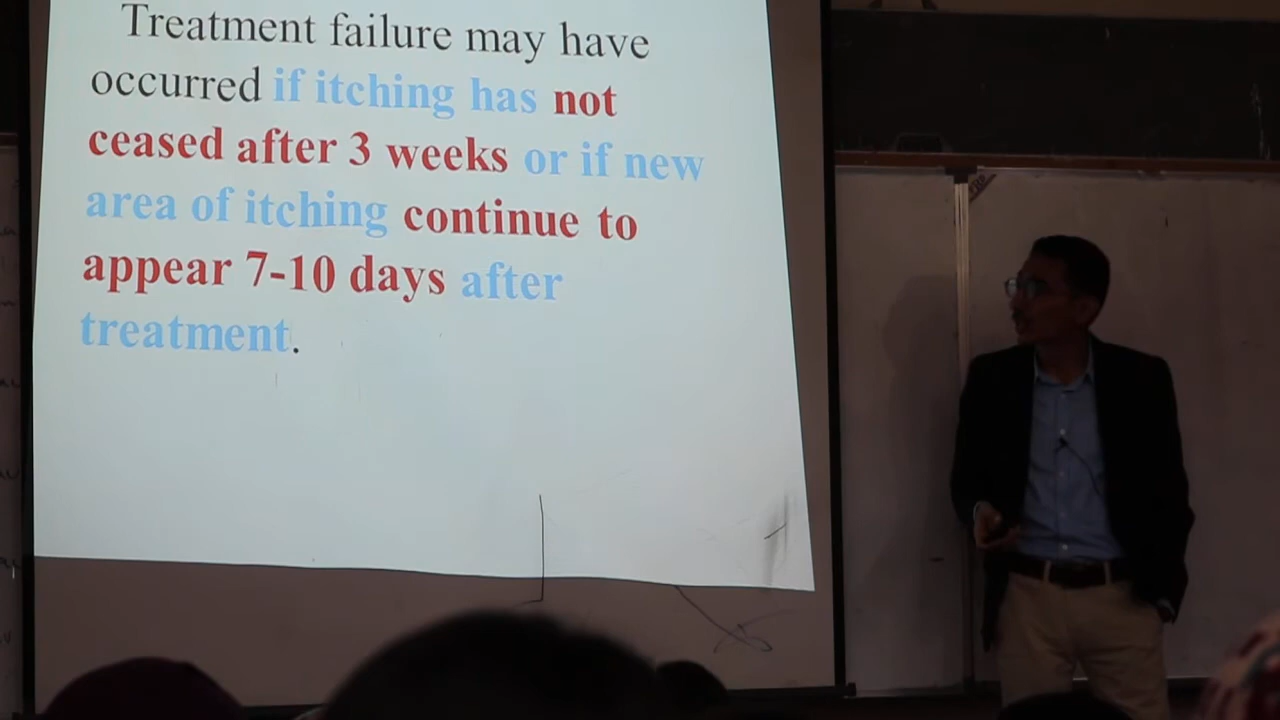 Treatment failure may have
occurred if itching has not
ceased after 3 weeks or if new
area of itching continue to
appear 7-10 days after
treatment.